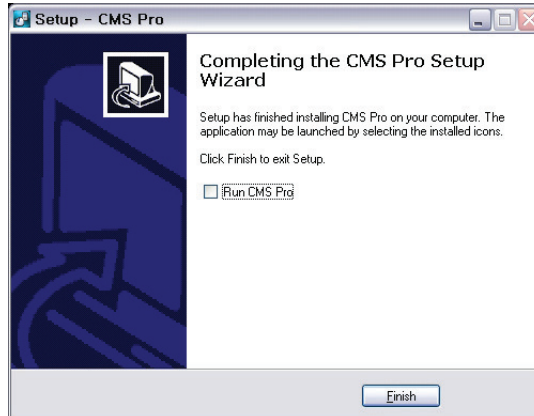 Setup - CMS Pro
Completing the CMS Pro Setup
Wizard
Setup has finished installing CMS Pro on your computer. The
application may be launched by selecting the installed icons.
Click Finish to exit Setup.
Run CMS Pro
Finish